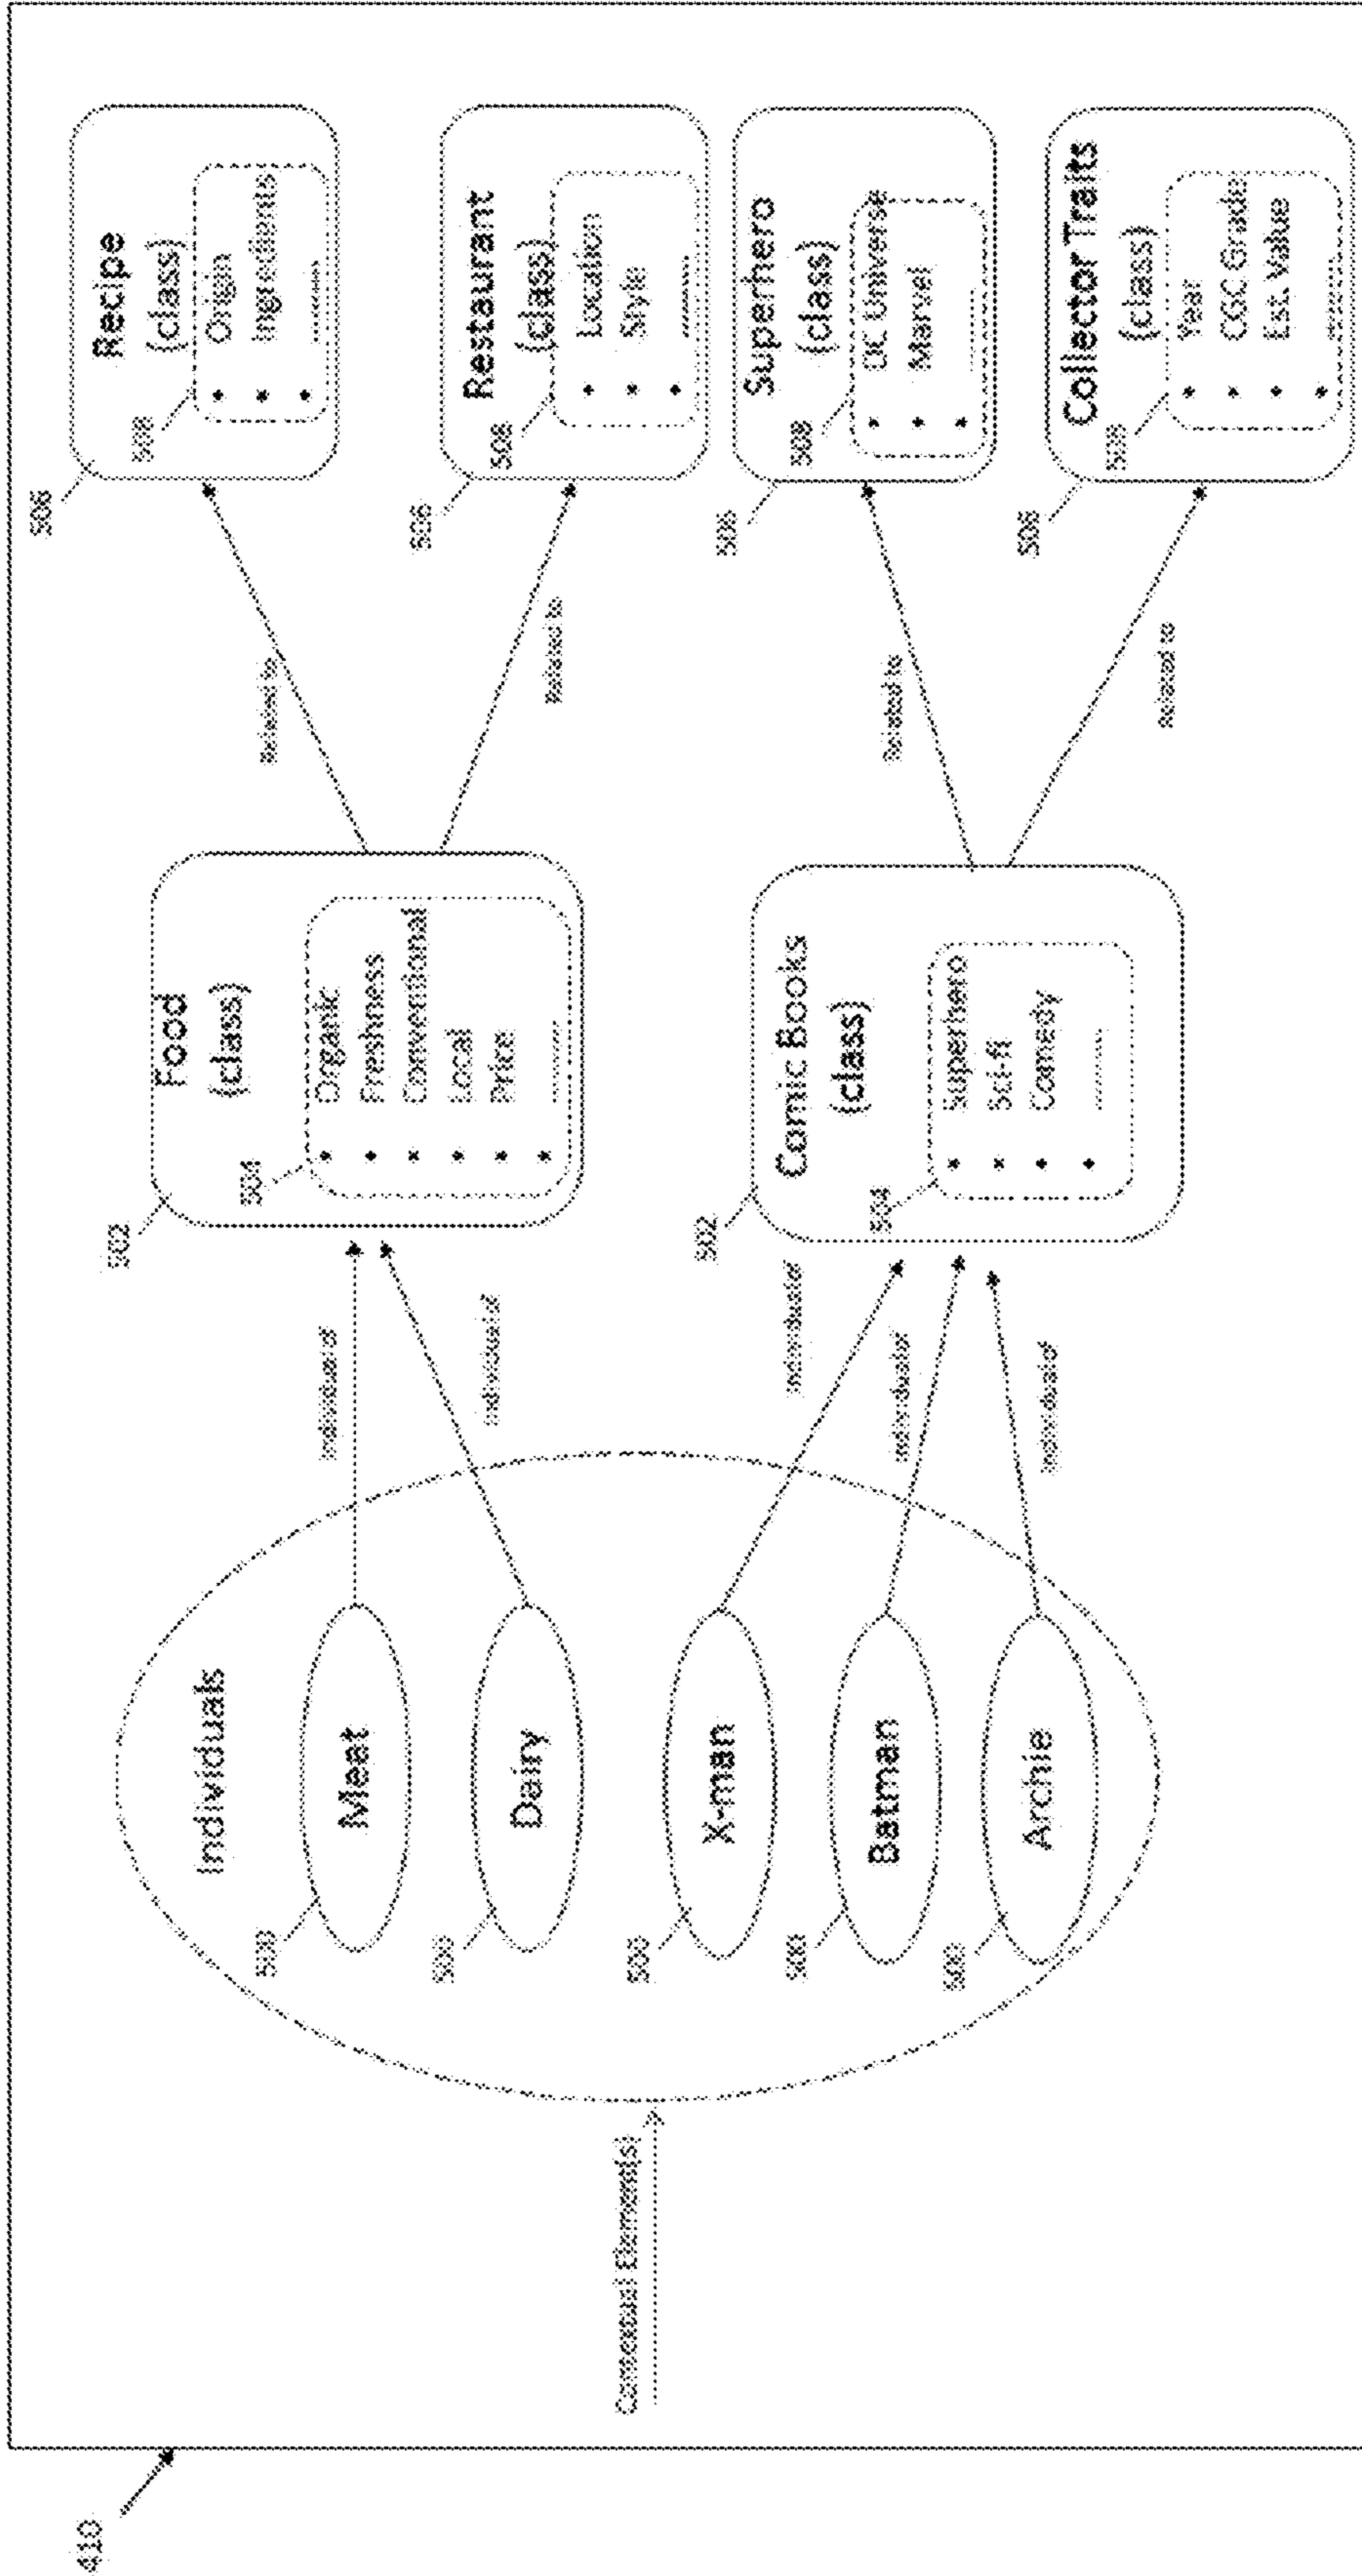 410
Contextual Element(s)
Individuals
500
Meat
500
Dairy
500
X-man
500
Batman
500
Archie
Individual of
Individual of
Individual of
Individual of
Individual of
502
Food
(class)
504
Organic
Freshness
Conventional
Local
Price
502
Comic Books
(class)
504
Superhero
Sci-fi
Comedy
Related to
Related to
Related to
Related to
506
Recipe
(class)
508
Origin
Ingredients
506
Restaurant
(class)
508
Location
Style
506
Superhero
(class)
508
DC Universe
Marvel
506
Collector Traits
(class)
508
Year
CGC Grade
Est. Value